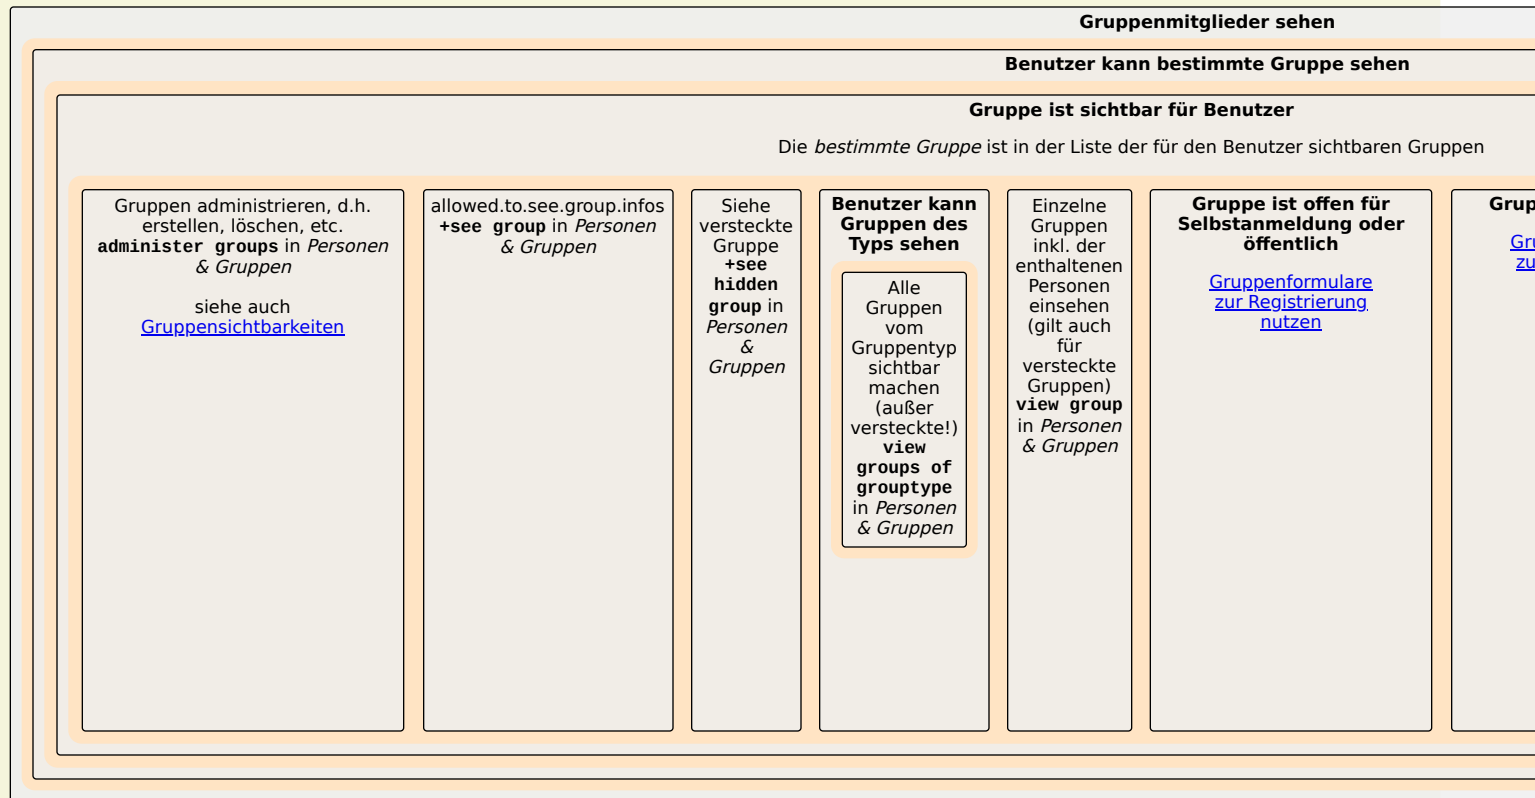 Gruppenmitglieder sehen
Benutzer kann bestimmte Gruppe sehen
Gruppe ist sichtbar für Benutzer
Die bestimmte Gruppe ist in der Liste der für den Benutzer sichtbaren Gruppen
Gruppen administrieren, d.h.
erstellen, löschen, etc.
administer groups in Personen
& Gruppen
siehe auch
Gruppensichtbarkeiten
allowed.to.see.group.infos
+see group in Personen
& Gruppen
Siehe
versteckte
Gruppe
+see
hidden
group in
Personen
&
Gruppen
Benutzer kann
Gruppen des
Typs sehen
Alle
Gruppen
vom
Gruppentyp
sichtbar
machen
(außer
versteckte!)
view
groups of
grouptype
in Personen
& Gruppen
Einzelne
Gruppen
inkl. der
enthaltenen
Personen
einsehen
(gilt auch
für
versteckte
Gruppen)
view group
in Personen
& Gruppen
Gruppe ist offen für
Selbstanmeldung oder
öffentlich
Gruppenformulare
zur Registrierung
nutzen